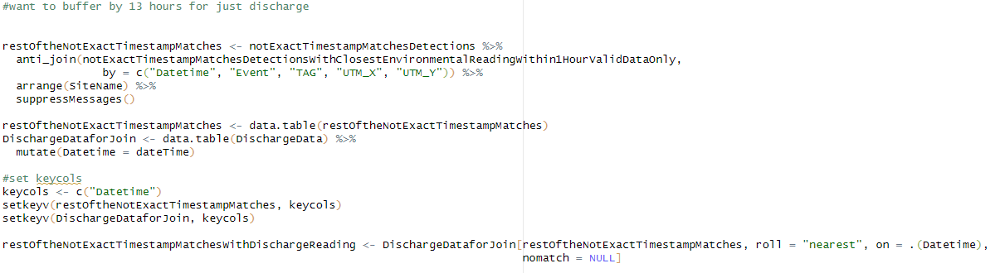 #want to buffer by 13 hours for just discharge
restOftheNotExactTimestampMatches <- notExactTimestampMatchesDetections %>%
anti_join(notExactTimestampMatchesDetectionsWithClosestEnvironmentalReadingWithin1HourValidDataOnly,
by = c("Datetime", "Event", "TAG", "UTM_X", "UTM_Y")) %>%
arrange(SiteName) %>%
suppressMessages()
restOftheNotExactTimestampMatches <- data.table(restOftheNotExactTimestampMatches)
DischargeDataforJoin <- data.table(DischargeData) %>%
mutate(Datetime = dateTime)
#set keycols
keycols <- c("Datetime")
setkeyv(restOftheNotExactTimestampMatches, keycols)
setkeyv(DischargeDataforJoin, keycols)
restOftheNotExactTimestampMatchesWithDischargeReading <- DischargeDataforJoin[restOftheNotExactTimestampMatches, roll = "nearest", on = .(Datetime),
nomatch = NULL]